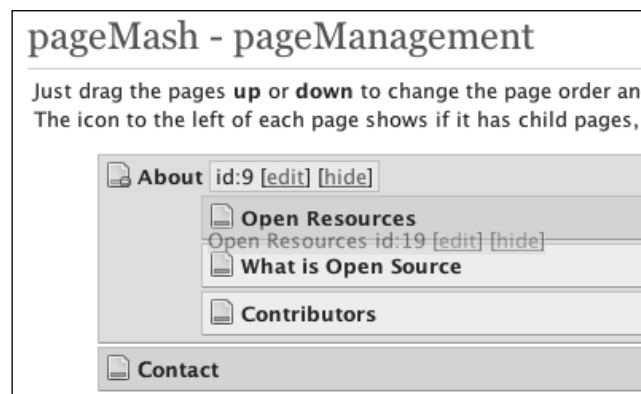 pageMash - pageManagement
Just drag the pages up or down to change the page order an
The icon to the left of each page shows if it has child pages,
About id:9 [edit] [hide]
Open Resources
Open Resources id:19 [edit] [hide]
What is Open Source
Contributors
Contact